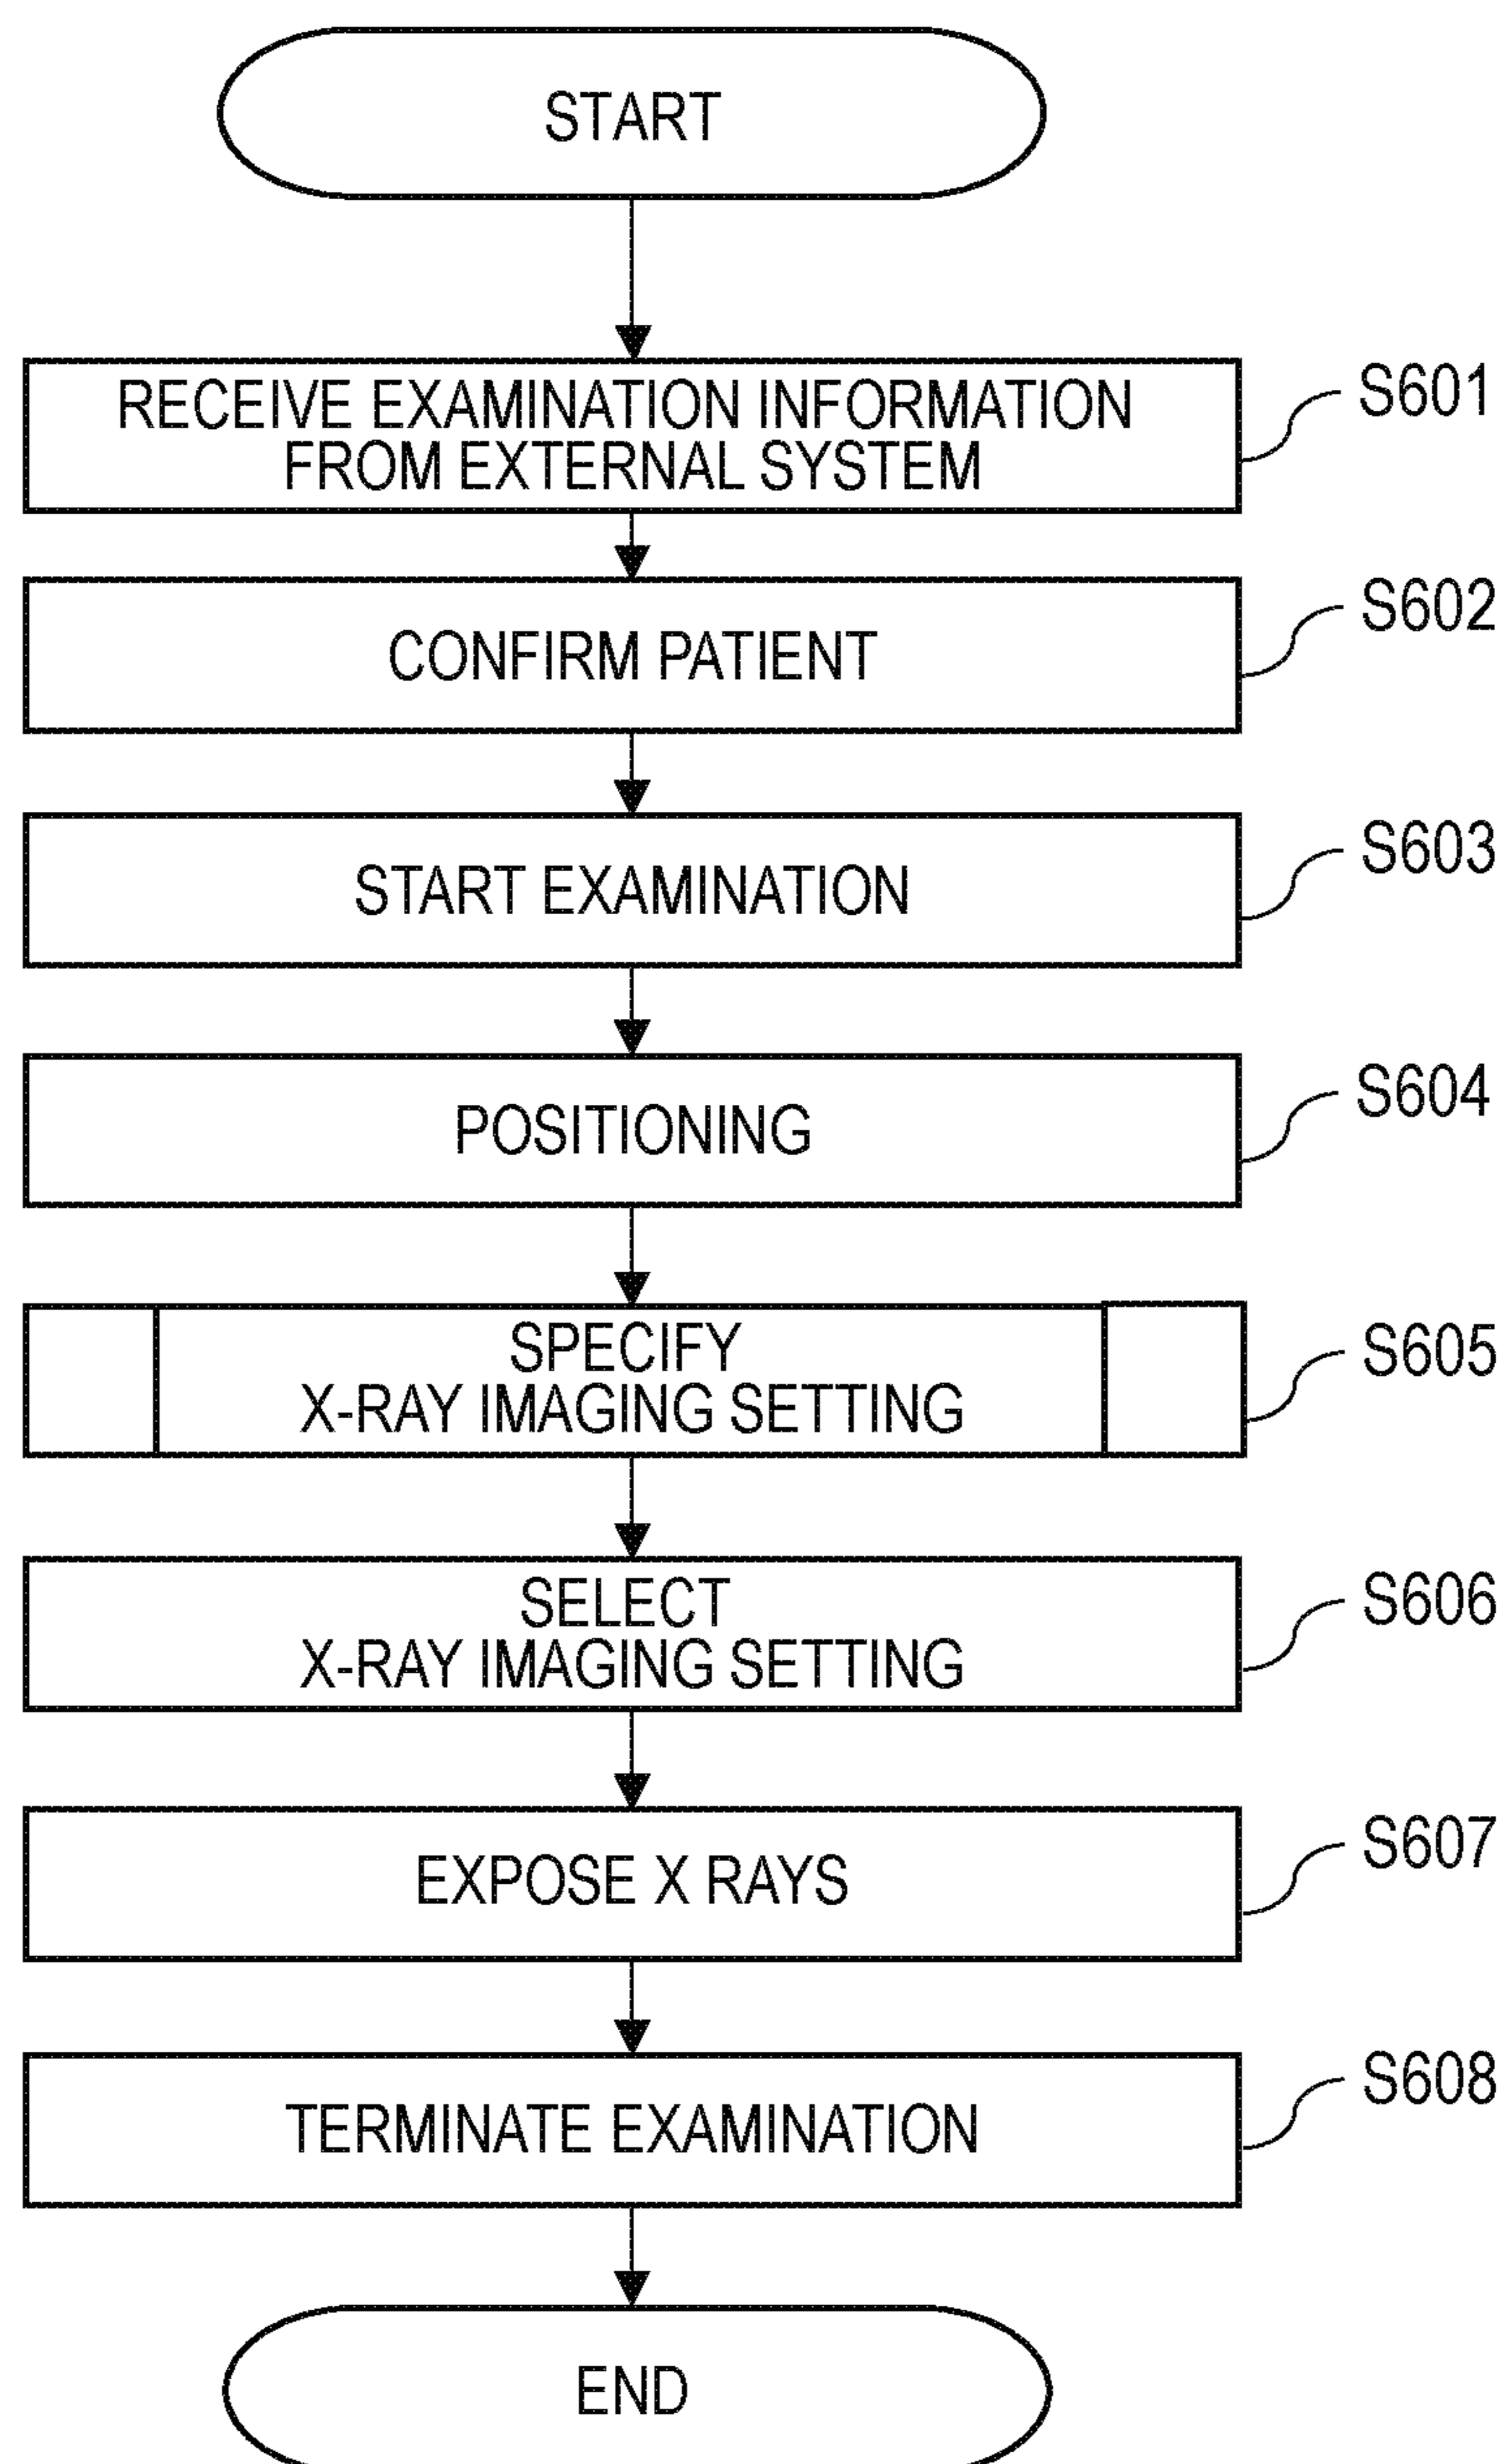 START
RECEIVE EXAMINATION INFORMATION
FROM EXTERNAL SYSTEM
S601
CONFIRM PATIENT
S602
START EXAMINATION
S603
POSITIONING
S604
SPECIFY
X-RAY IMAGING SETTING
S605
SELECT
X-RAY IMAGING SETTING
S606
EXPOSE X RAYS
S607
TERMINATE EXAMINATION
S608
END